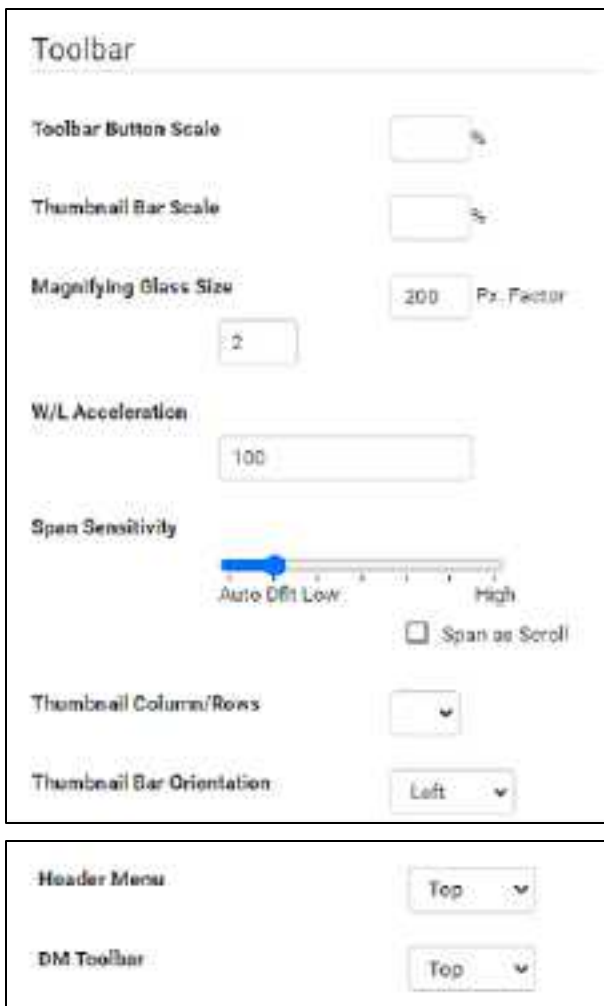 Toolbar
Toolbar Button Scale %
Thumbnail Bar Scale %
Magnifying Glass Size 200 Px. Factor
2
W/L Acceleration
100
Span Sensitivity
Auto Dflt Low High
Span as Scroll
Thumbnail Column/Rows
Thumbnail Bar Orientation Left
Header Menu Top
DM Toolbar Top